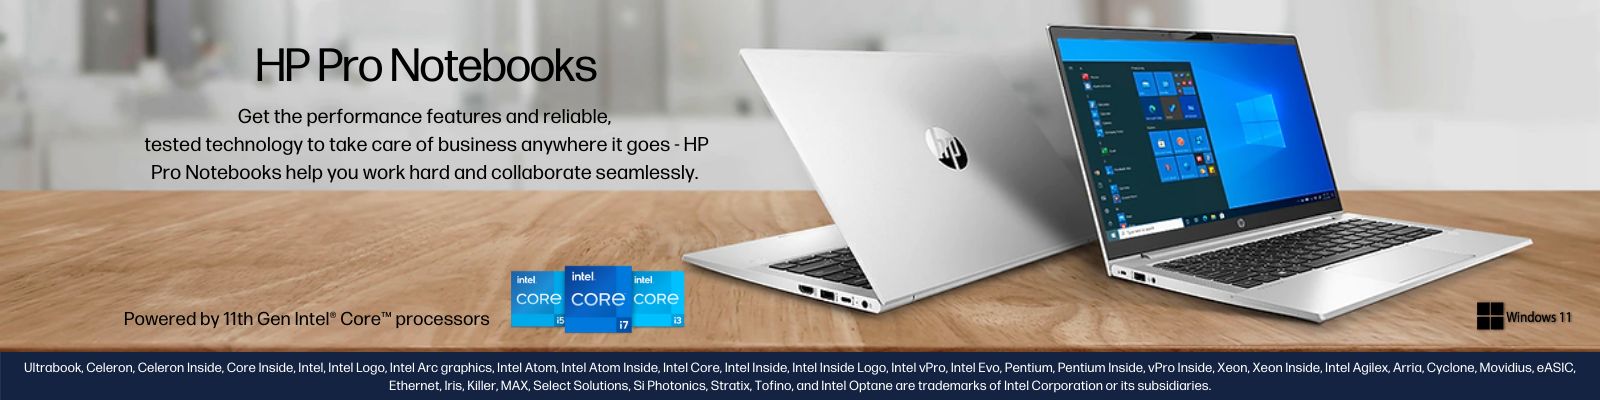 HP Pro Notebooks
Get the performance features and reliable,
tested technology to take care of business anywhere it goes - HP
Pro Notebooks help you work hard and collaborate seamlessly.
hp
Powered by 11th Gen Intel® Core™ processors
intel. CORE i5
intel. CORE i7
intel. CORE i3
Windows 11
Ultrabook, Celeron, Celeron Inside, Core Inside, Intel, Intel Logo, Intel Arc graphics, Intel Atom, Intel Atom Inside, Intel Core, Intel Inside, Intel Inside Logo, Intel vPro, Intel Evo, Pentium, Pentium Inside, vPro Inside, Xeon, Xeon Inside, Intel Agilex, Arria, Cyclone, Movidius, eASIC,
Ethernet, Iris, Killer, MAX, Select Solutions, Si Photonics, Stratix, Tofino, and Intel Optane are trademarks of Intel Corporation or its subsidiaries.